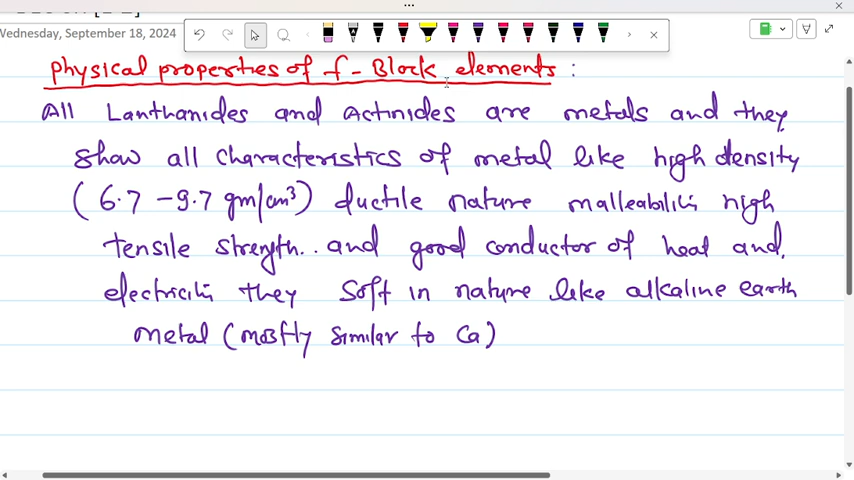 Wednesday, September 18, 2024
Physical properties of f - Block elements :
All Lanthanides and Actinides are metals and they
show all characteristics of metal like high density
( 6.7 - 9.7 gm/cm³) ductile nature malleability high
tensile strength.. and good conductor of heat and,
electricity they soft in nature like alkaline earth
metal (mostly similar to Ca)